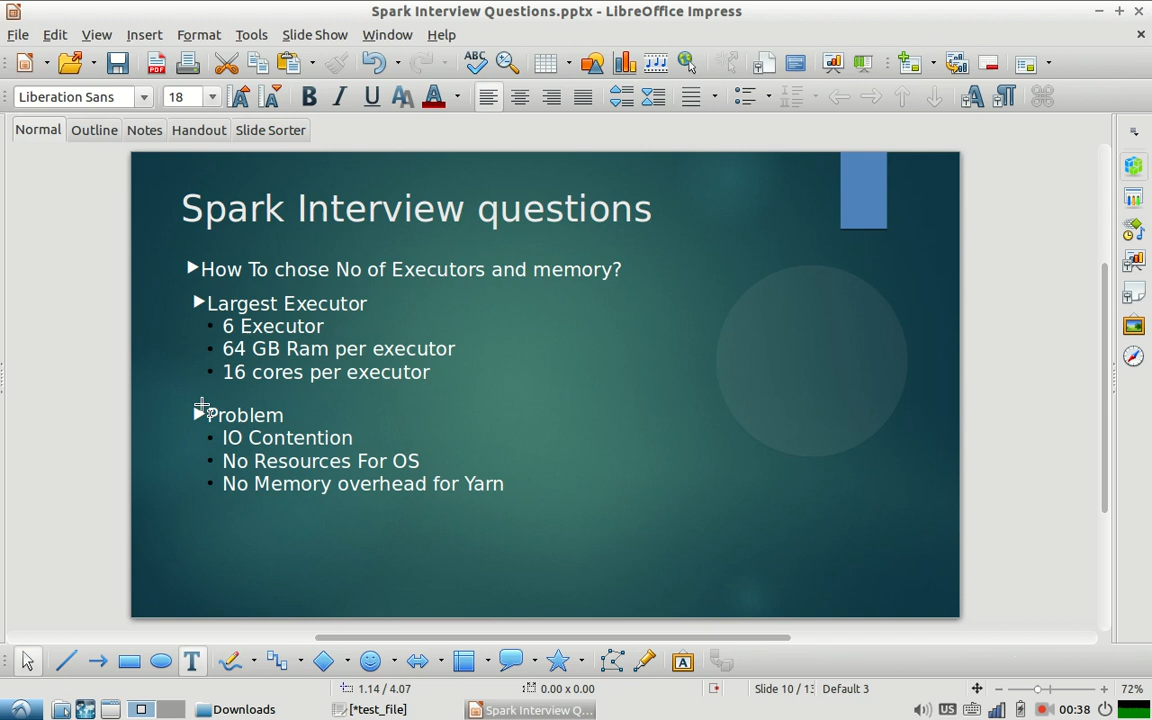 Spark Interview Questions.pptx - LibreOffice Impress
File Edit View Insert Format Tools Slide Show Window Help
Liberation Sans 18
Normal Outline Notes Handout Slide Sorter
Spark Interview questions
How To chose No of Executors and memory?
Largest Executor
6 Executor
64 GB Ram per executor
16 cores per executor
Problem
IO Contention
No Resources For OS
No Memory overhead for Yarn
1.14 / 4.07 0.00 x 0.00 Slide 10 / 1 Default 3 72%
Downloads [*test_file] Spark Interview Q... US 00:38